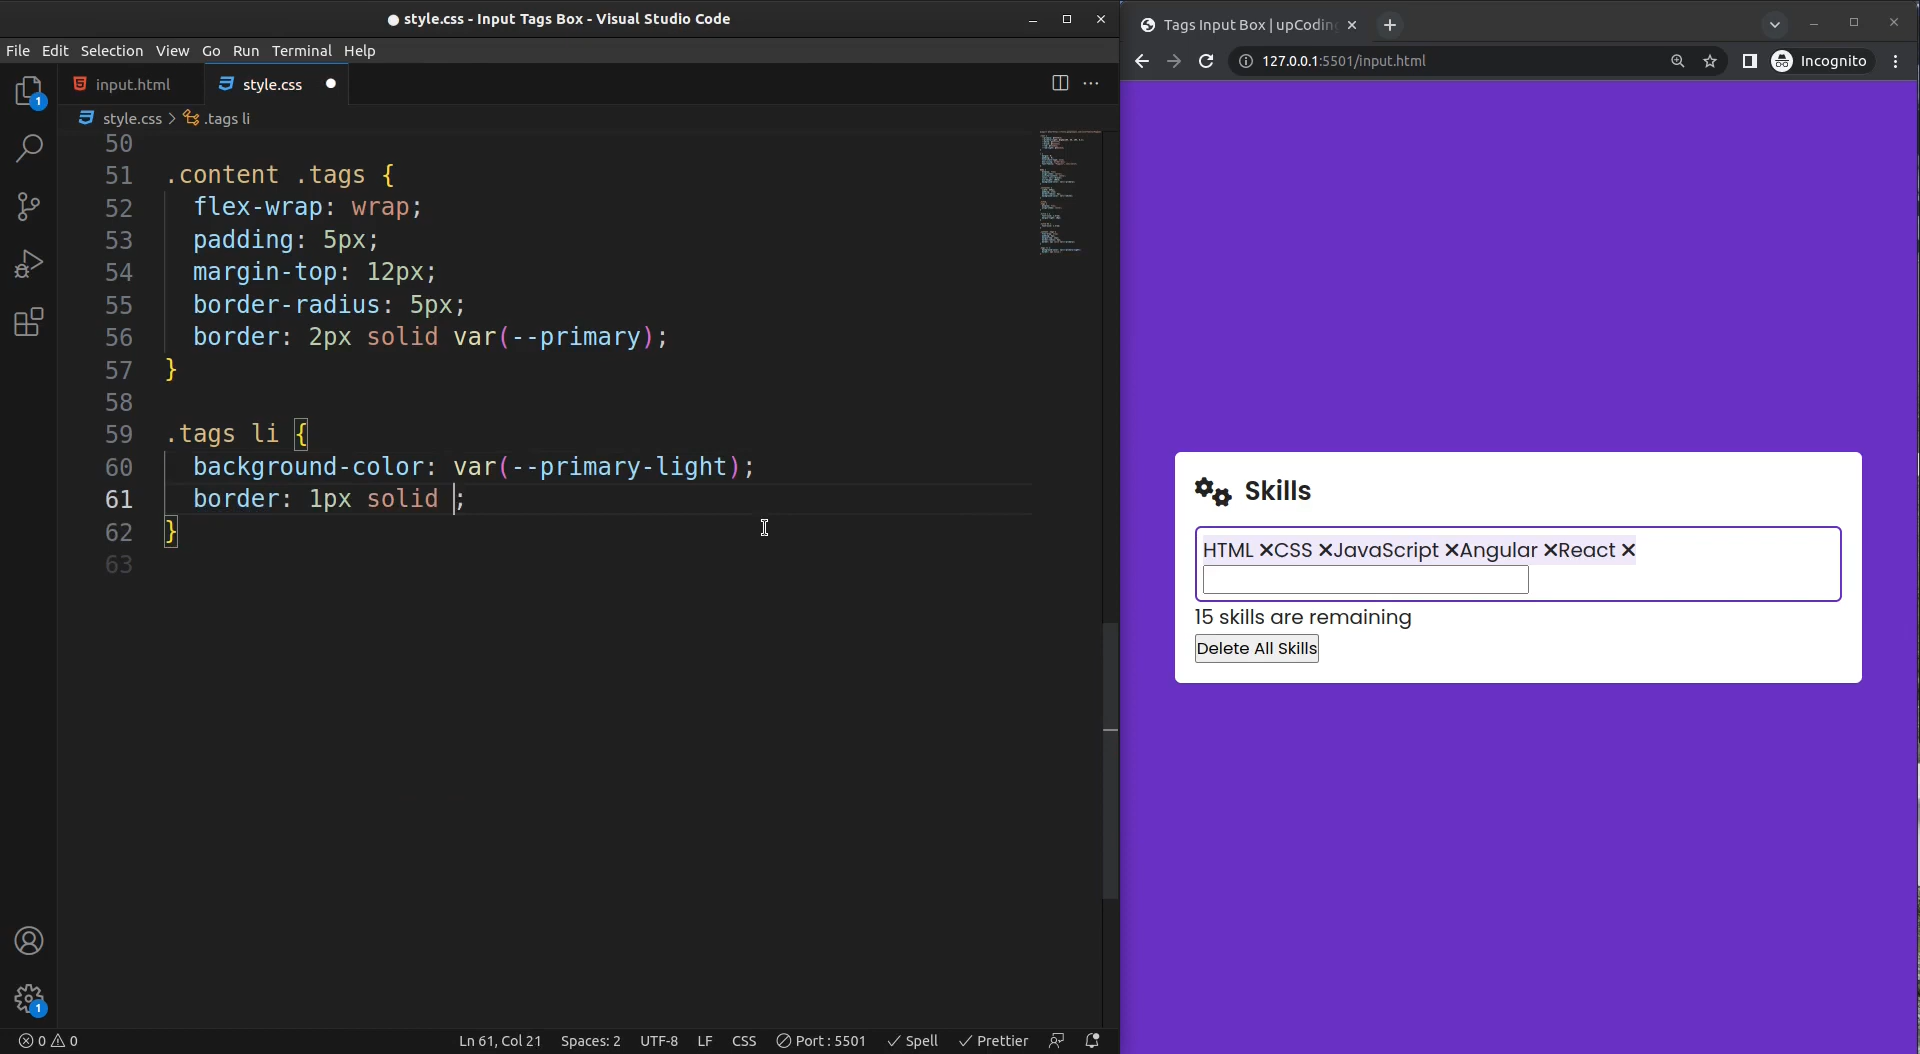 ● style.css - Input Tags Box - Visual Studio Code
File Edit Selection View Go Run Terminal Help
input.html
style.css
style.css > .tags li
50
51 .content .tags {
52 flex-wrap: wrap;
53 padding: 5px;
54 margin-top: 12px;
55 border-radius: 5px;
56 border: 2px solid var(--primary);
57 }
58
59 .tags li {
60 background-color: var(--primary-light);
61 border: 1px solid ;
62 }
63
1
1
0 0
Ln 61, Col 21 Spaces: 2 UTF-8 LF CSS Port : 5501 Spell Prettier
Tags Input Box | upCoding
127.0.0.1:5501/input.html
Incognito
Skills
HTML CSS JavaScript Angular React
15 skills are remaining
Delete All Skills